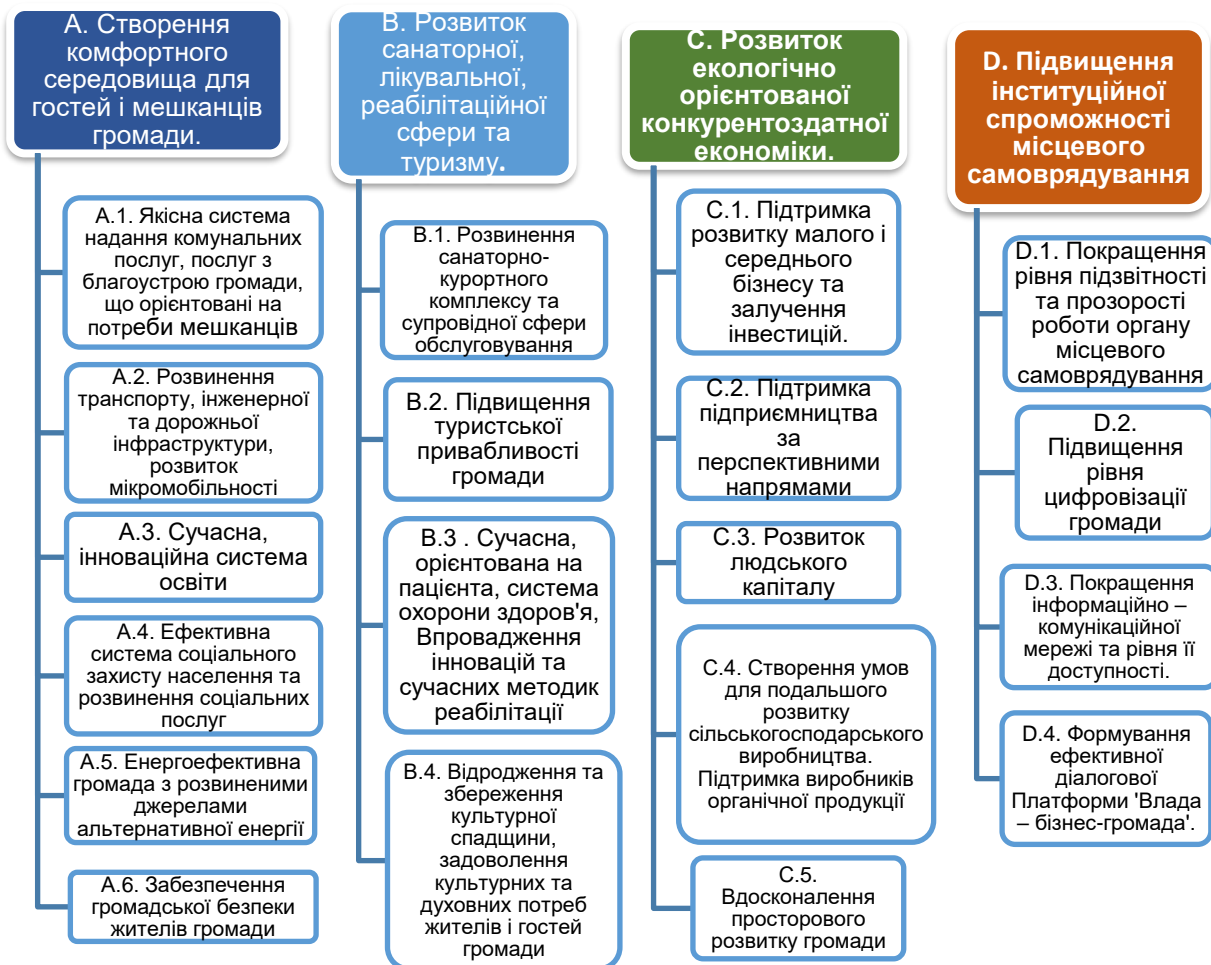 А. Створення
комфортного
середовища для
гостей і мешканців
громади.
А.1. Якісна система
надання комунальних
послуг, послуг з
благоустрою громади,
що орієнтовані на
потреби мешканців
А.2. Розвинення
транспорту, інженерної
та дорожньої
інфраструктури,
розвиток
мікромобільності
А.3. Сучасна,
інноваційна система
освіти
А.4. Ефективна
система соціального
захисту населення та
розвинення соціальних
послуг
А.5. Енергоефективна
громада з розвиненими
джерелами
альтернативної енергії
А.6. Забезпечення
громадської безпеки
жителів громади
В. Розвиток
санаторної,
лікувальної,
реабілітаційної
сфери та
туризму.
В.1. Розвинення
санаторно-
курортного
комплексу та
супровідної сфери
обслуговування
В.2. Підвищення
туристської
привабливості
громади
В.3 . Сучасна,
орієнтована на
пацієнта, система
охорони здоров'я,
Впровадження
інновацій та
сучасних методик
реабілітації
В.4. Відродження та
збереження
культурної
спадщини,
задоволення
культурних та
духовних потреб
жителів і гостей
громади
С. Розвиток
екологічно
орієнтованої
конкурентоздатної
економіки.
С.1. Підтримка
розвитку малого і
середнього
бізнесу та
залучення
інвестицій.
С.2. Підтримка
підприємництва
за
перспективними
напрямами
С.3. Розвиток
людського
капіталу
С.4. Створення умов
для подальшого
розвитку
сільськогосподарського
виробництва.
Підтримка виробників
органічної продукції
С.5.
Вдосконалення
просторового
розвитку громади
D. Підвищення
інституційної
спроможності
місцевого
самоврядування
D.1. Покращення
рівня підзвітності
та прозорості
роботи органу
місцевого
самоврядування
D.2.
Підвищення
рівня
цифровізації
громади
D.3. Покращення
інформаційно –
комунікаційної
мережі та рівня її
доступності.
D.4. Формування
ефективної
діалогової
Платформи 'Влада
– бізнес-громада'.